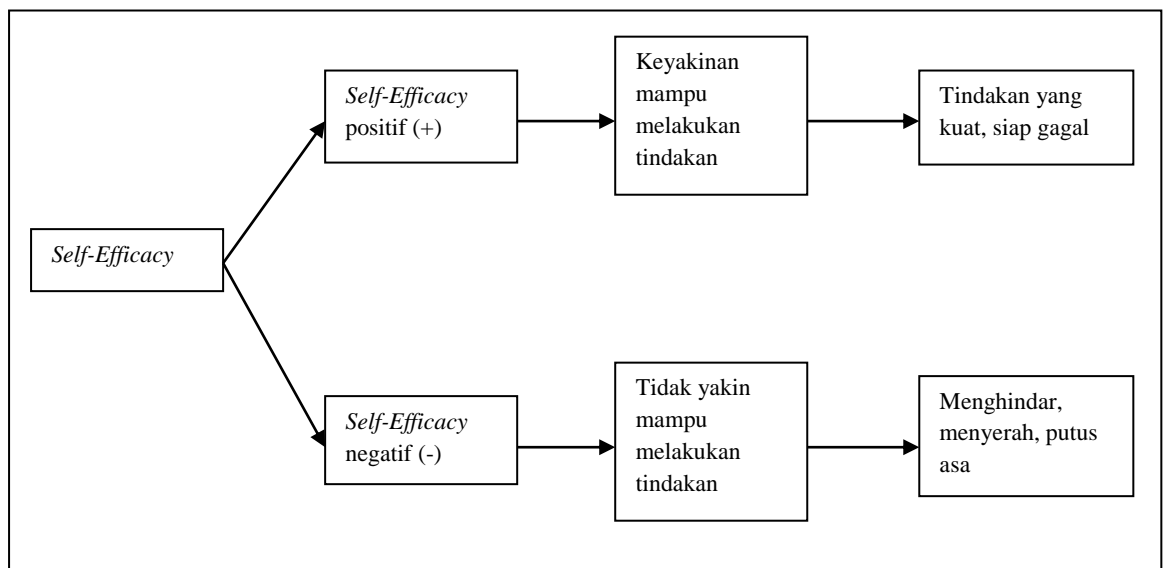 Self-Efficacy
Self-Efficacy
positif (+)
Keyakinan
mampu
melakukan
tindakan
Tindakan yang
kuat, siap gagal
Self-Efficacy
negatif (-)
Tidak yakin
mampu
melakukan
tindakan
Menghindar,
menyerah, putus
asa